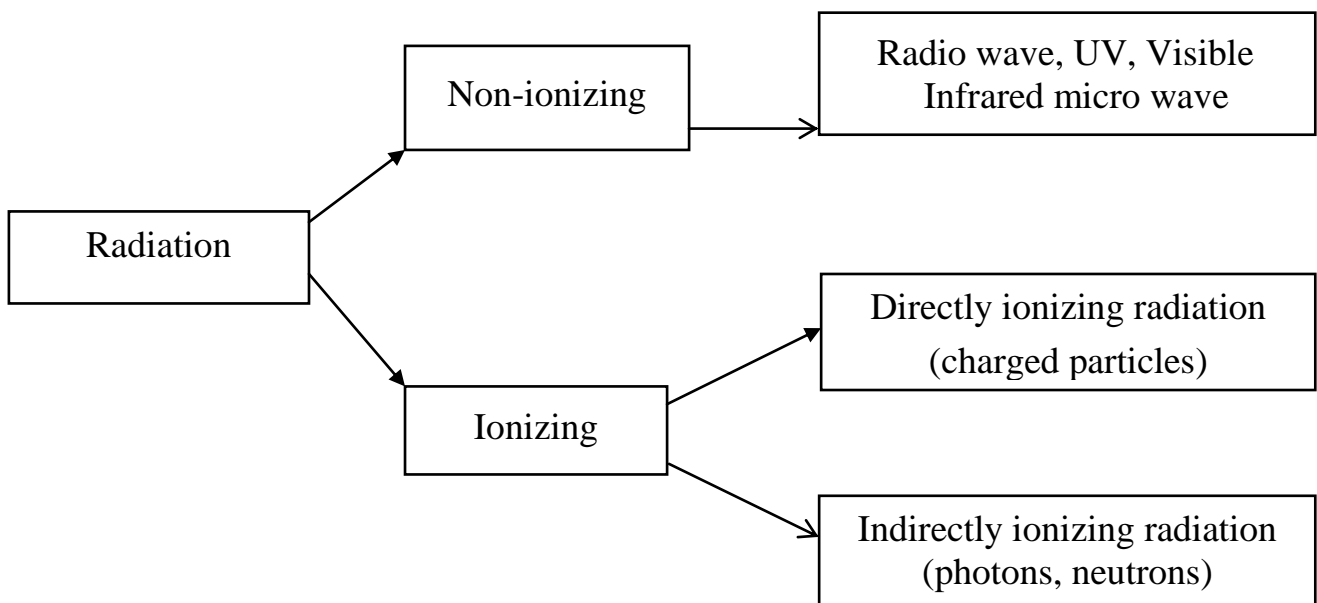 Radio wave, UV, Visible
Infrared micro wave
Non-ionizing
Radiation
Directly ionizing radiation
(charged particles)
Ionizing
Indirectly ionizing radiation
(photons, neutrons)